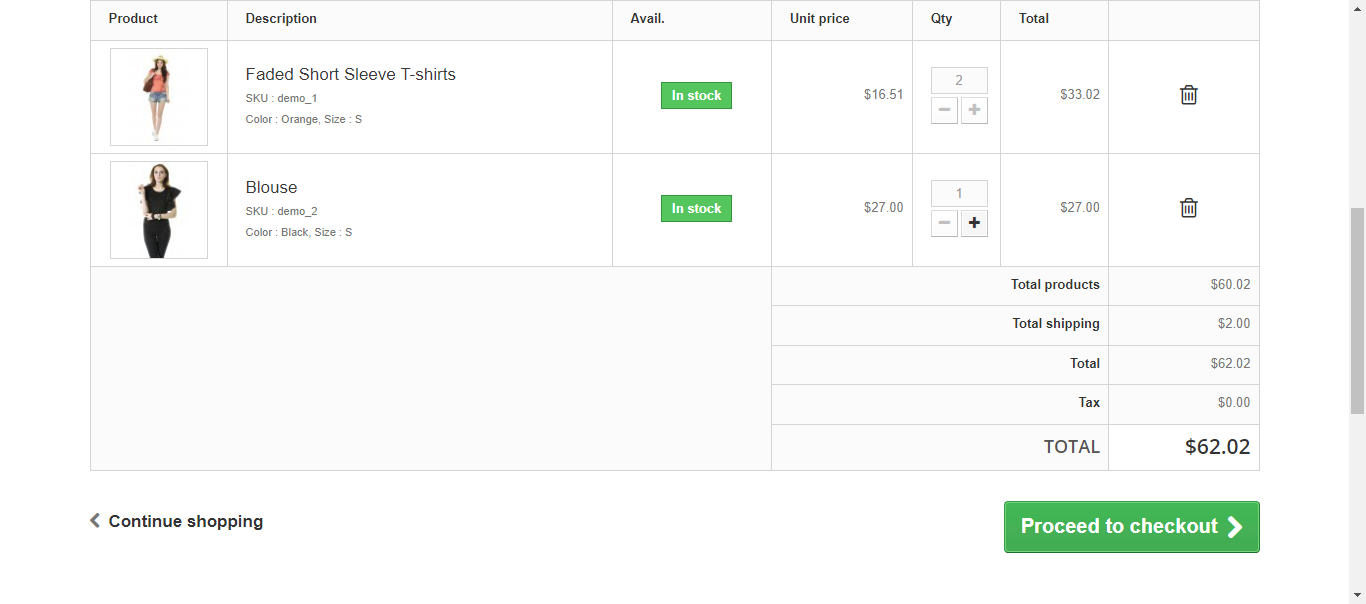 Product Description Avail. Unit price Qty Total
Faded Short Sleeve T-shirts
SKU : demo_1
Color : Orange, Size : S
In stock
$16.51
2
$33.02
Blouse
SKU : demo_2
Color : Black, Size : S
In stock
$27.00
1
$27.00
Total products $60.02
Total shipping $2.00
Total $62.02
Tax $0.00
TOTAL $62.02
Continue shopping
Proceed to checkout